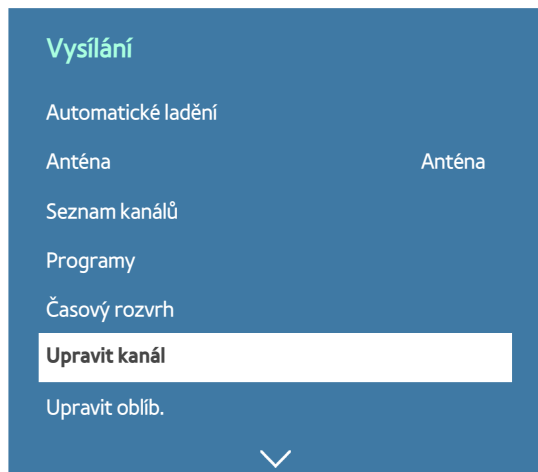 Vysílání
Automatické ladění
Anténa Anténa
Seznam kanálů
Programy
Časový rozvrh
Upravit kanál
Upravit oblíb.